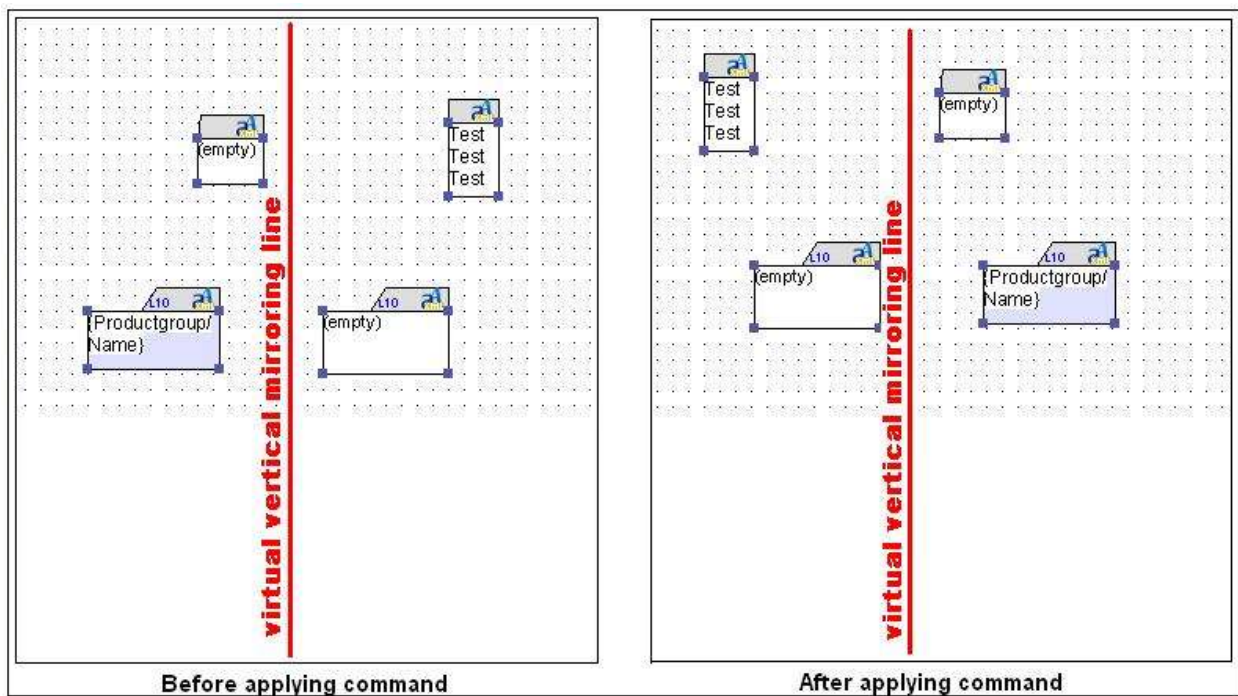 (empty)
Test
Test
Test
L10
{Productgroup/
Name}
L10
(empty)
virtual vertical mirroring line
Before applying command
Test
Test
Test
(empty)
L10
(empty)
L10
{Productgroup/
Name}
virtual vertical mirroring line
After applying command